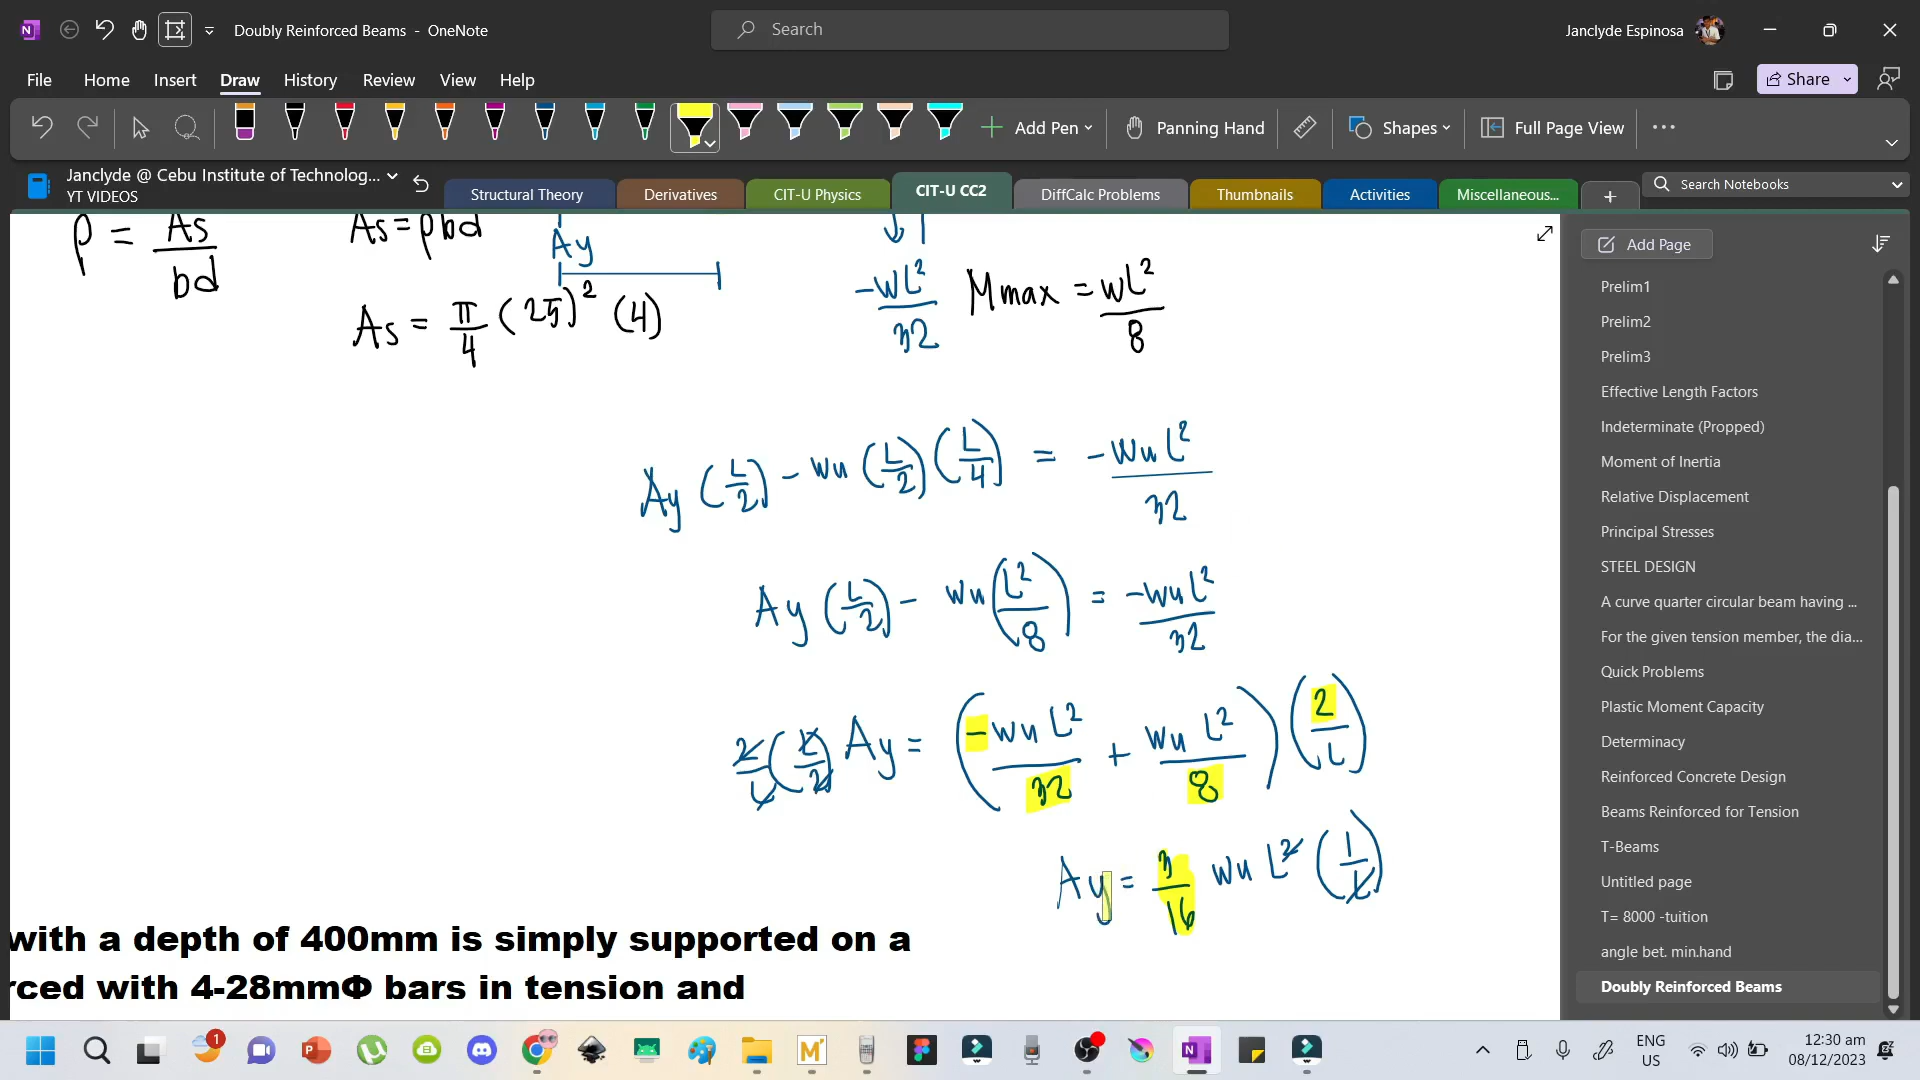 Doubly Reinforced Beams - OneNote
Search
Janclyde Espinosa
File Home Insert Draw History Review View Help
Share
Add Pen
Panning Hand
Shapes
Full Page View
Janclyde @ Cebu Institute of Technolog...
YT VIDEOS
Structural Theory
Derivatives
CIT-U Physics
CIT-U CC2
DiffCalc Problems
Thumbnails
Activities
Miscellaneous...
Search Notebooks
Add Page
ρ = As/bd
As = ρbd
As = π/4 (25)² (4)
Ay
-WL²/32
Mmax = wL²/8
Ay (L/2) - wu (L/2)(L/4) = -WuL²/32
Ay (L/2) - wu (L²/8) = -WuL²/32
2/L (L/2) Ay = (-wuL²/32 + wuL²/8)(2/L)
Ay = 3/16 wu L² (1/L)
with a depth of 400mm is simply supported on a
rced with 4-28mmΦ bars in tension and
Prelim1
Prelim2
Prelim3
Effective Length Factors
Indeterminate (Propped)
Moment of Inertia
Relative Displacement
Principal Stresses
STEEL DESIGN
A curve quarter circular beam having ...
For the given tension member, the dia...
Quick Problems
Plastic Moment Capacity
Determinacy
Reinforced Concrete Design
Beams Reinforced for Tension
T-Beams
Untitled page
T= 8000 -tuition
angle bet. min.hand
Doubly Reinforced Beams
1
ENG
US
12:30 am
08/12/2023